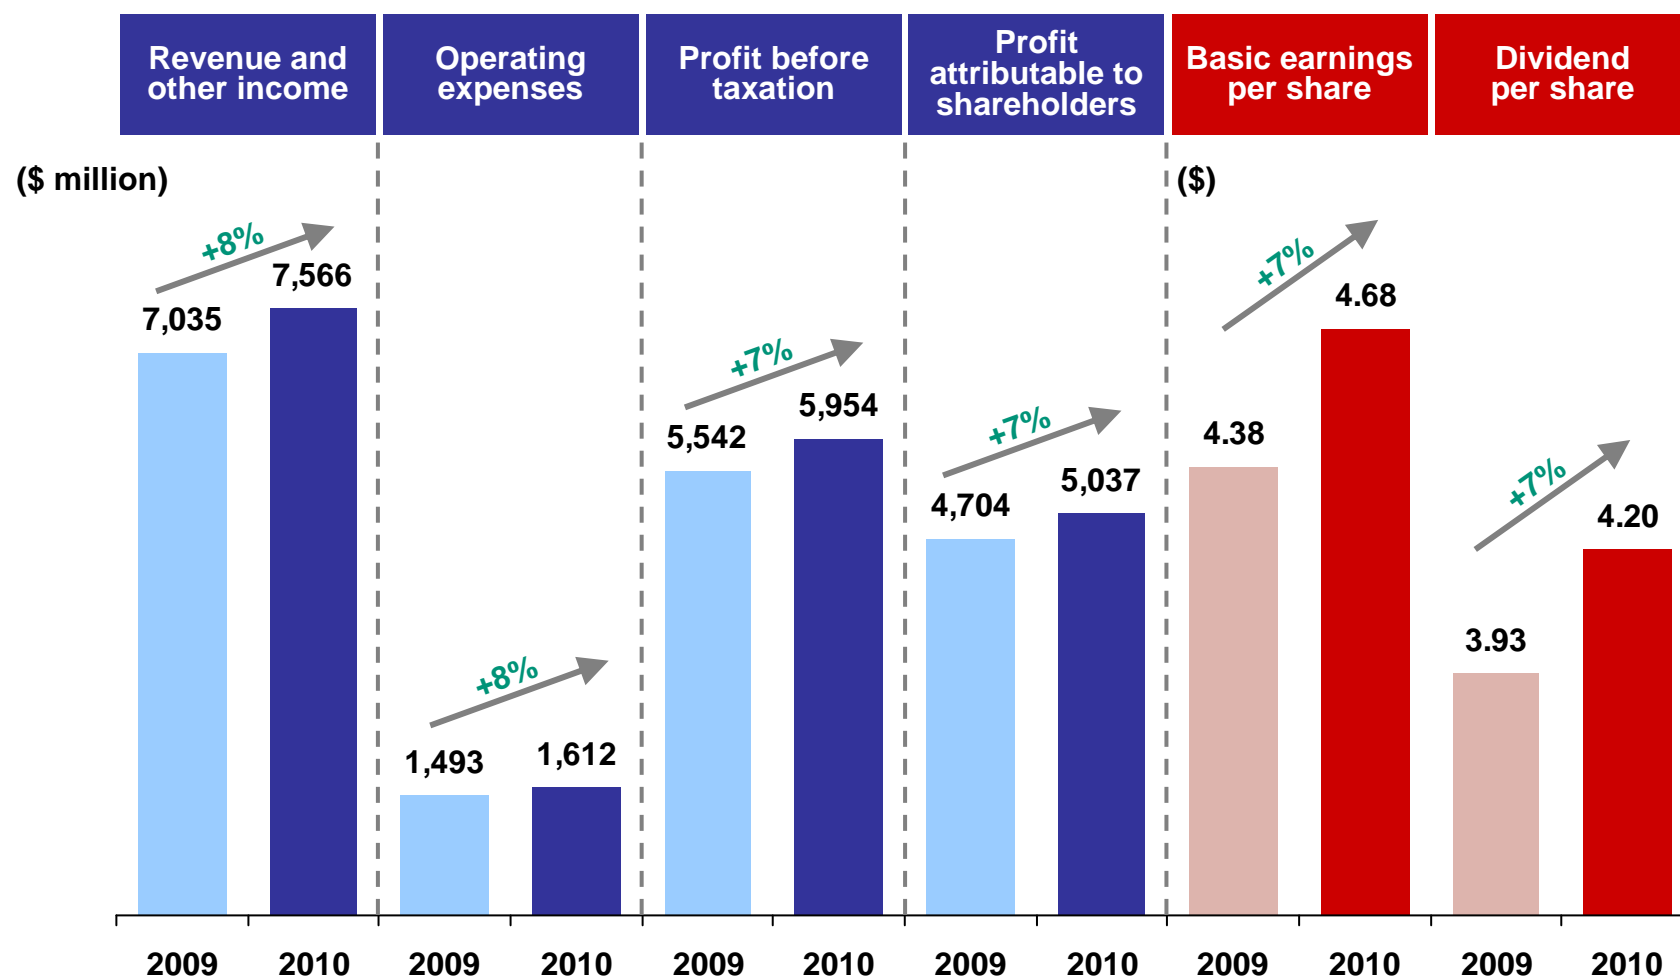 Revenue and
other income
Operating
expenses
Profit before
taxation
Profit
attributable to
shareholders
Basic earnings
per share
Dividend
per share
($ million)
($)
+8%
7,035
7,566
+8%
1,493
1,612
+7%
5,542
5,954
+7%
4,704
5,037
+7%
4.38
4.68
+7%
3.93
4.20
2009
2010
2009
2010
2009
2010
2009
2010
2009
2010
2009
2010